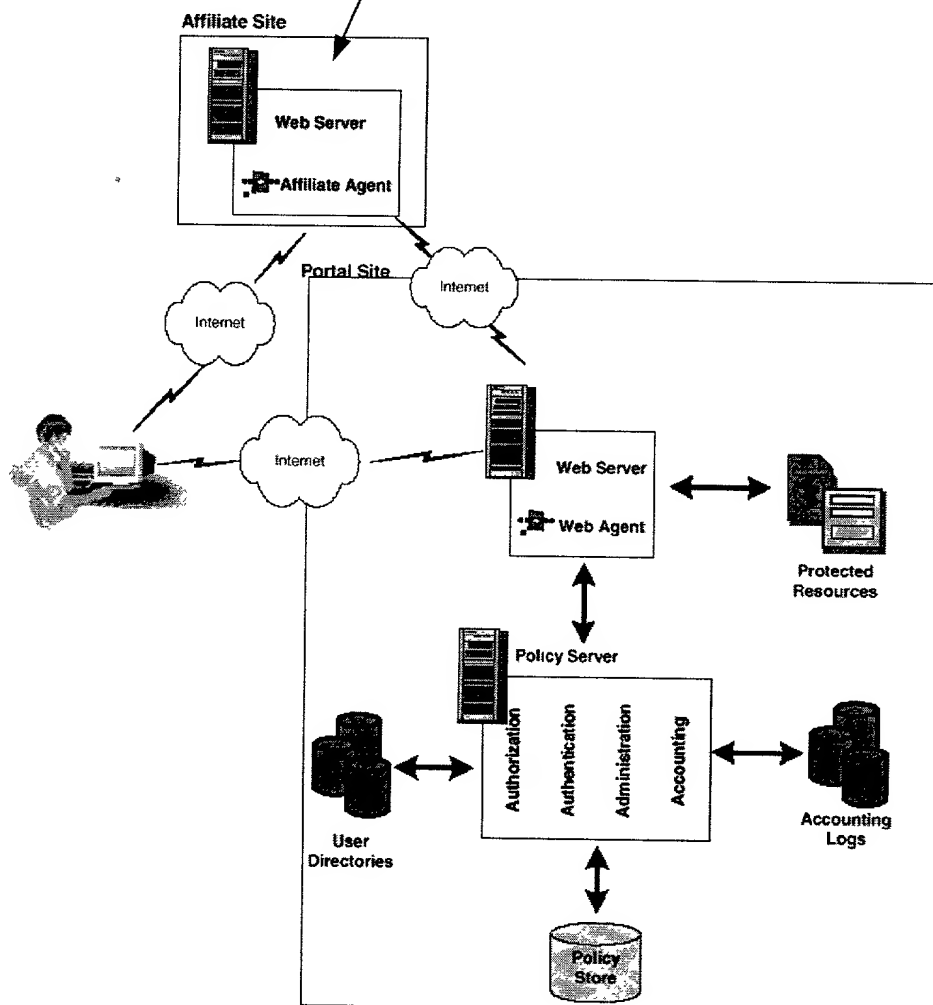 Affiliate Site
Web Server
Affiliate Agent
Portal Site
Internet
Internet
Internet
Web Server
Web Agent
Protected
Resources
Policy Server
Authorization
Authentication
Administration
Accounting
User
Directories
Accounting
Logs
Policy
Store